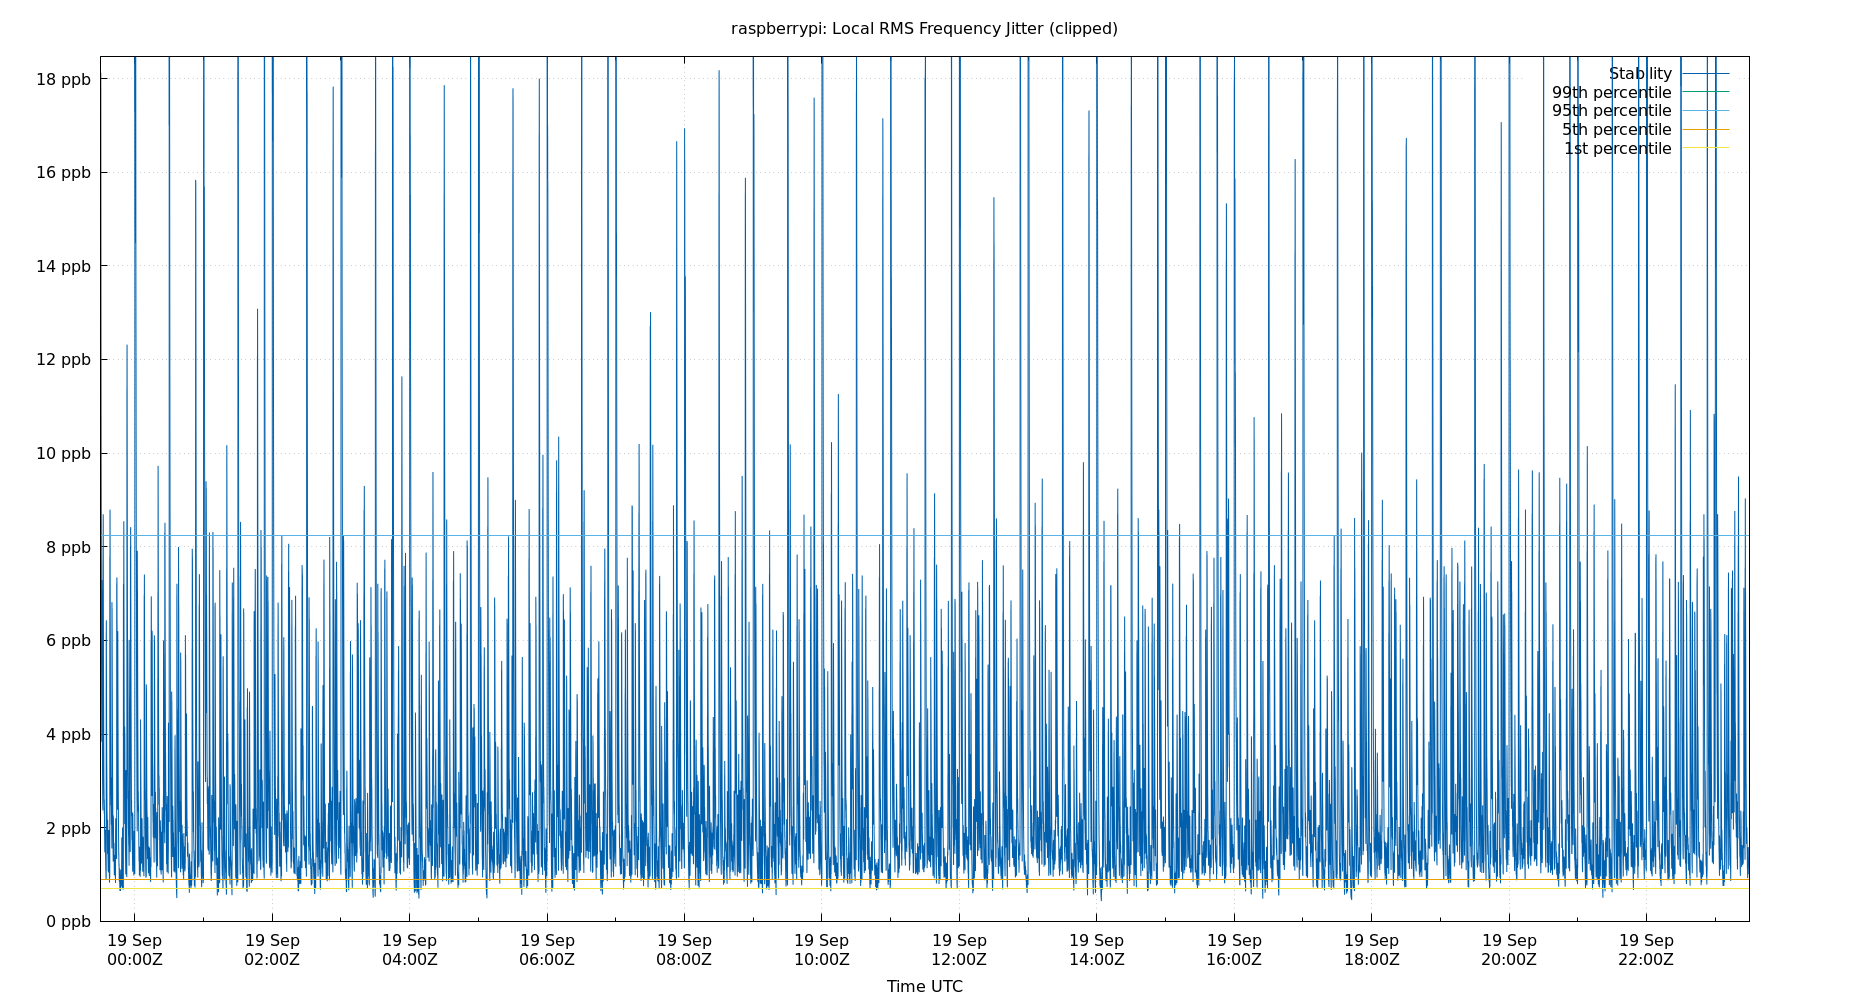 raspberrypi: Local RMS Frequency Jitter (clipped)
18 ppb
16 ppb
14 ppb
12 ppb
10 ppb
8 ppb
6 ppb
4 ppb
2 ppb
0 ppb
Stability
99th percentile
95th percentile
5th percentile
1st percentile
19 Sep 19 Sep 19 Sep 19 Sep 19 Sep 19 Sep 19 Sep 19 Sep 19 Sep 19 Sep 19 Sep 19 Sep
00:00Z 02:00Z 04:00Z 06:00Z 08:00Z 10:00Z 12:00Z 14:00Z 16:00Z 18:00Z 20:00Z 22:00Z
Time UTC